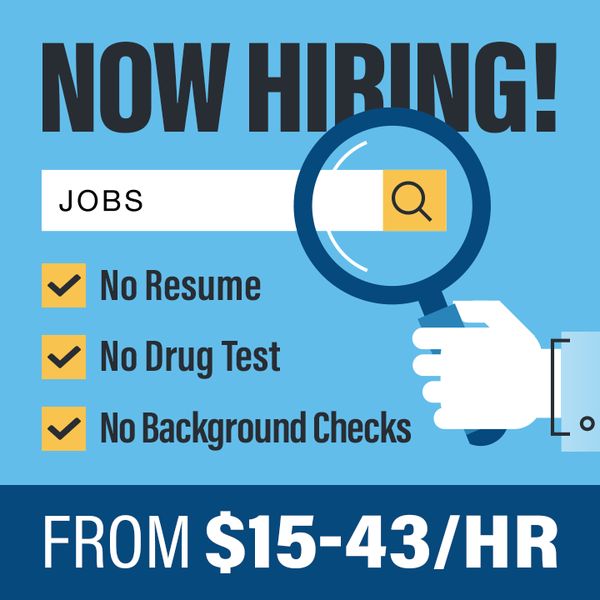 NOW HIRING!
JOBS
No Resume
No Drug Test
No Background Checks
FROM $15-43/HR